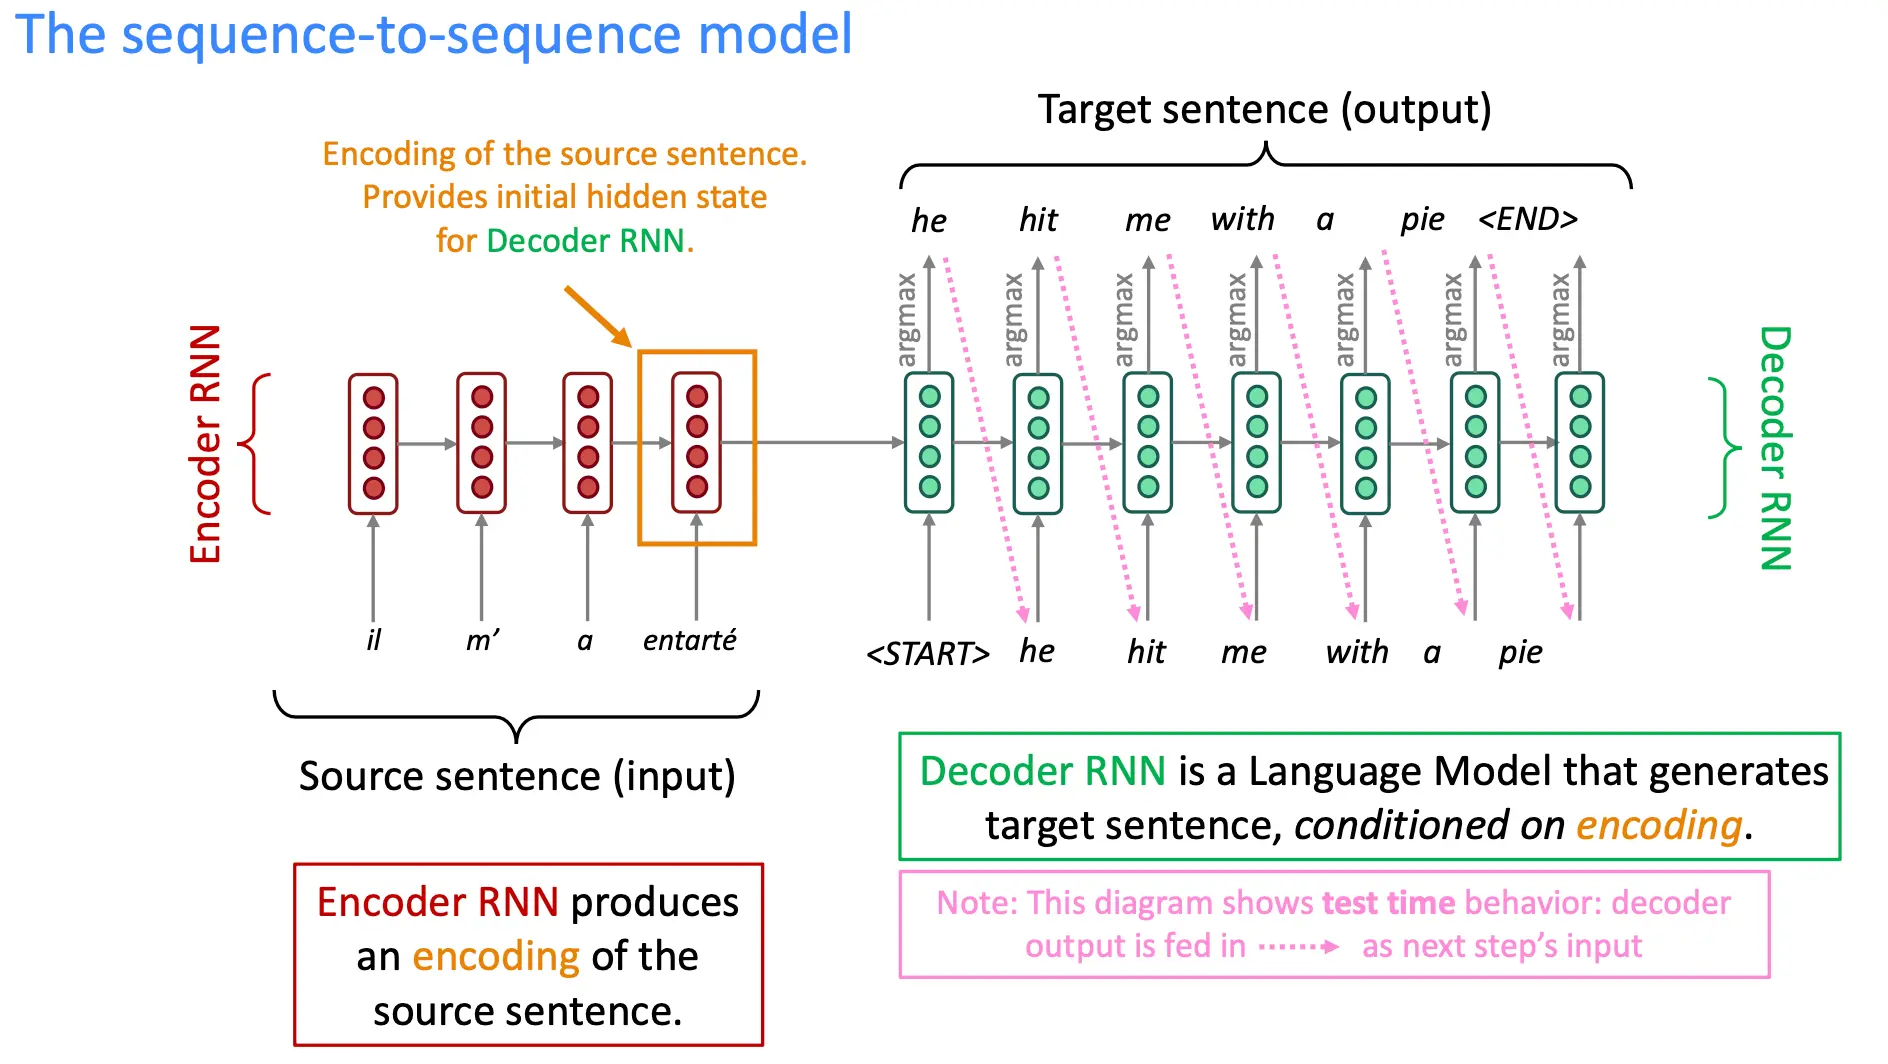 The sequence-to-sequence model
Target sentence (output)
Encoding of the source sentence.
Provides initial hidden state
for Decoder RNN.
he hit me with a pie <END>
argmax argmax argmax argmax argmax argmax argmax
Encoder RNN
Decoder RNN
il m’ a entarté
<START> he hit me with a pie
Source sentence (input)
Decoder RNN is a Language Model that generates
target sentence, conditioned on encoding.
Encoder RNN produces
an encoding of the
source sentence.
Note: This diagram shows test time behavior: decoder
output is fed in as next step’s input